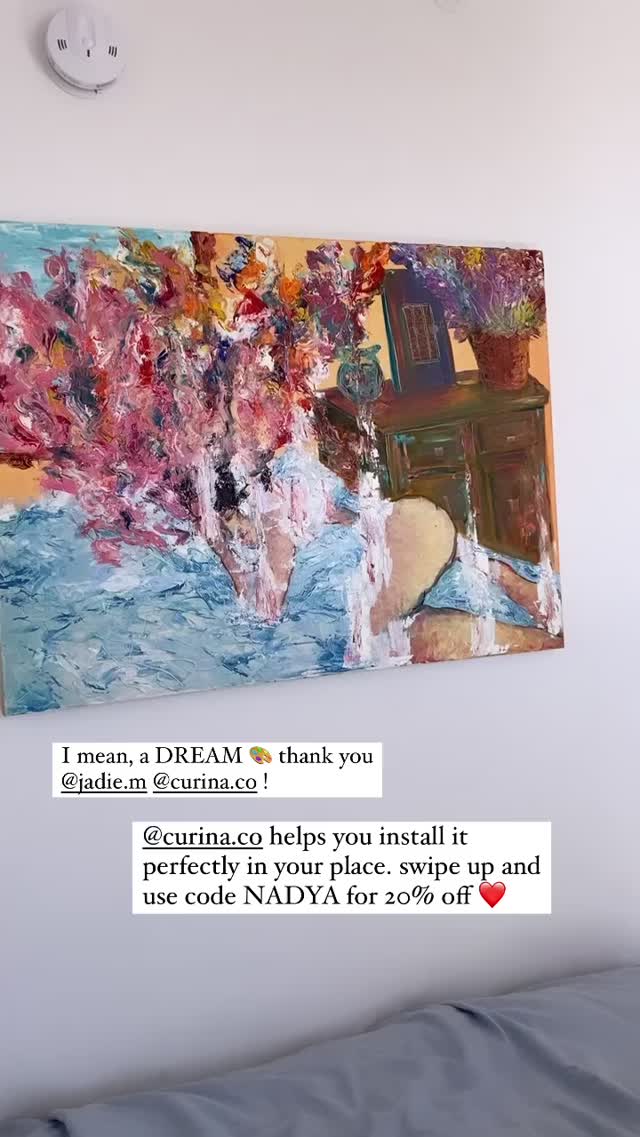 I mean, a DREAM 🎨 thank you
@jadie.m @curina.co !
@curina.co helps you install it
perfectly in your place. swipe up and
use code NADYA for 20% off ❤️